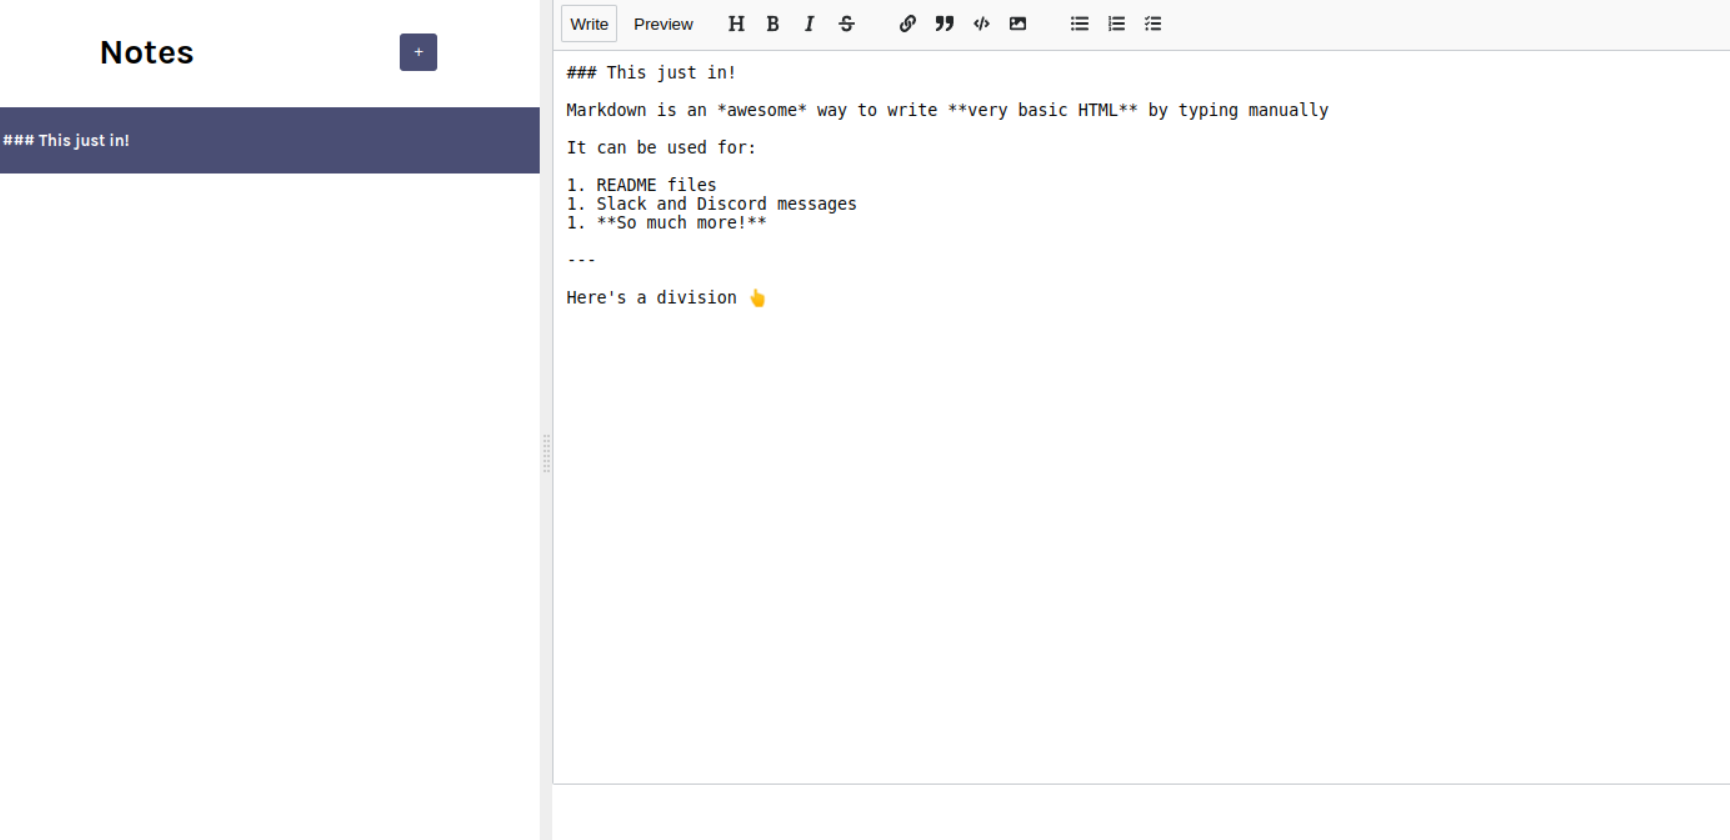 Notes
+
### This just in!
Write Preview H B I S
### This just in!
Markdown is an *awesome* way to write **very basic HTML** by typing manually
It can be used for:
1. README files
1. Slack and Discord messages
1. **So much more!**
---
Here's a division 👆